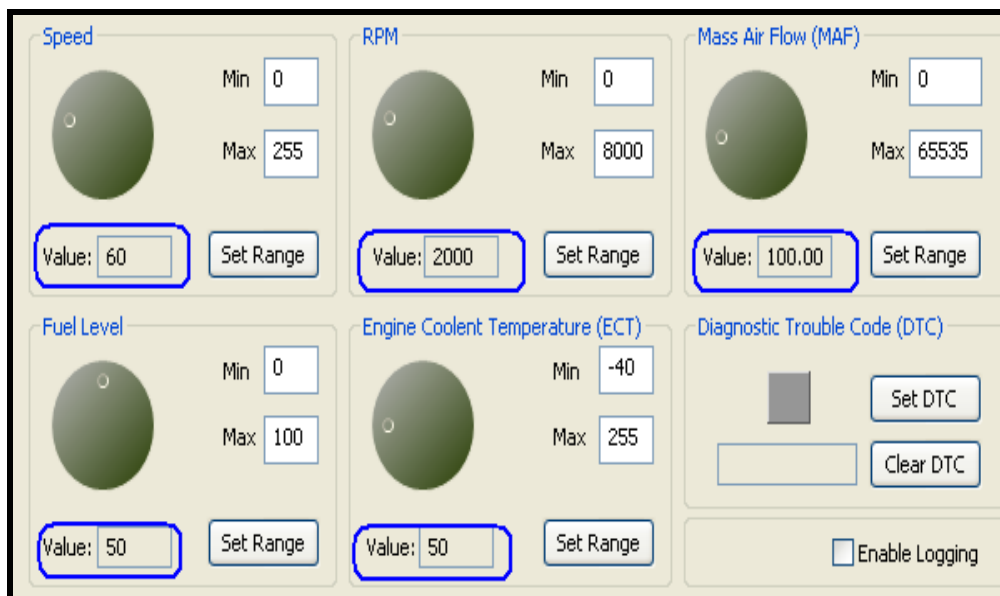 Speed
Min 0
Max 255
Value: 60
Set Range
RPM
Min 0
Max 8000
Value: 2000
Set Range
Mass Air Flow (MAF)
Min 0
Max 65535
Value: 100.00
Set Range
Fuel Level
Min 0
Max 100
Value: 50
Set Range
Engine Coolent Temperature (ECT)
Min -40
Max 255
Value: 50
Set Range
Diagnostic Trouble Code (DTC)
Set DTC
Clear DTC
Enable Logging